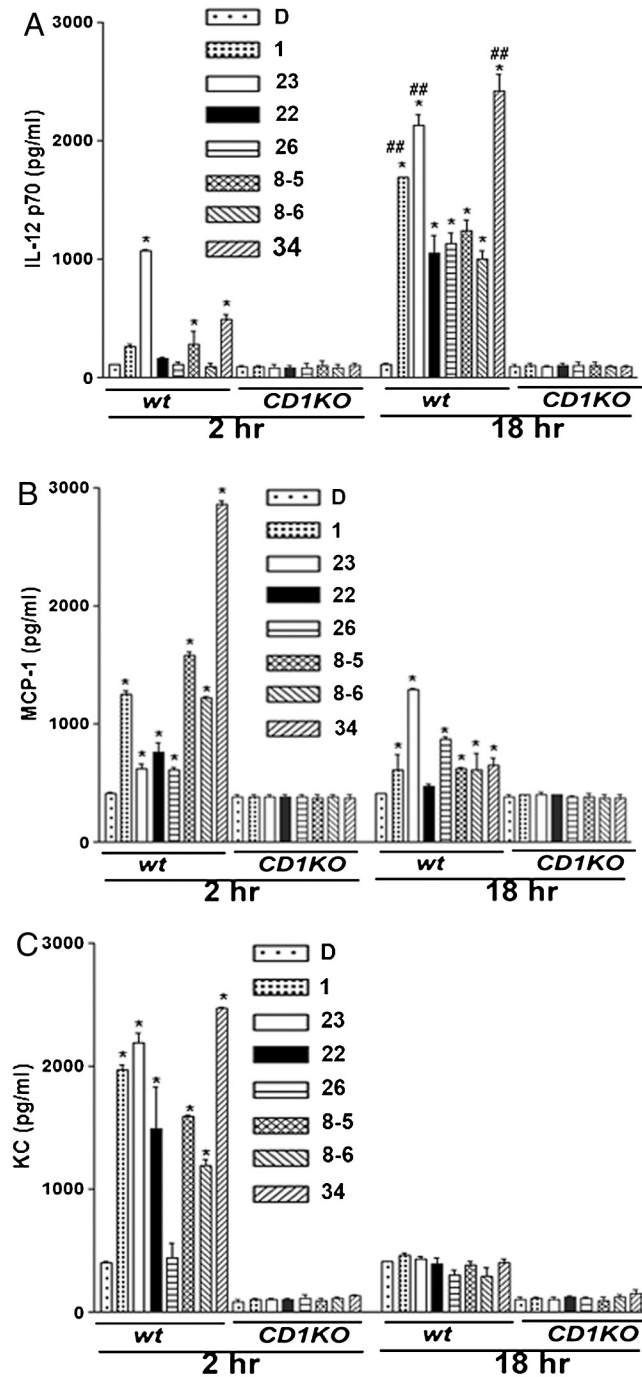 A
IL-12 p70 (pg/ml)
3000
2000
1000
0
D
1
23
22
26
8-5
8-6
34
*
*
*
##
*
##
*
*
*
*
*
##
*
wt
CD1KO
wt
CD1KO
2 hr
18 hr
B
MCP-1 (pg/ml)
3000
2000
1000
0
D
1
23
22
26
8-5
8-6
34
*
*
*
*
*
*
*
*
*
*
*
*
*
wt
CD1KO
wt
CD1KO
2 hr
18 hr
C
KC (pg/ml)
3000
2000
1000
0
D
1
23
22
26
8-5
8-6
34
*
*
*
*
*
*
wt
CD1KO
wt
CD1KO
2 hr
18 hr